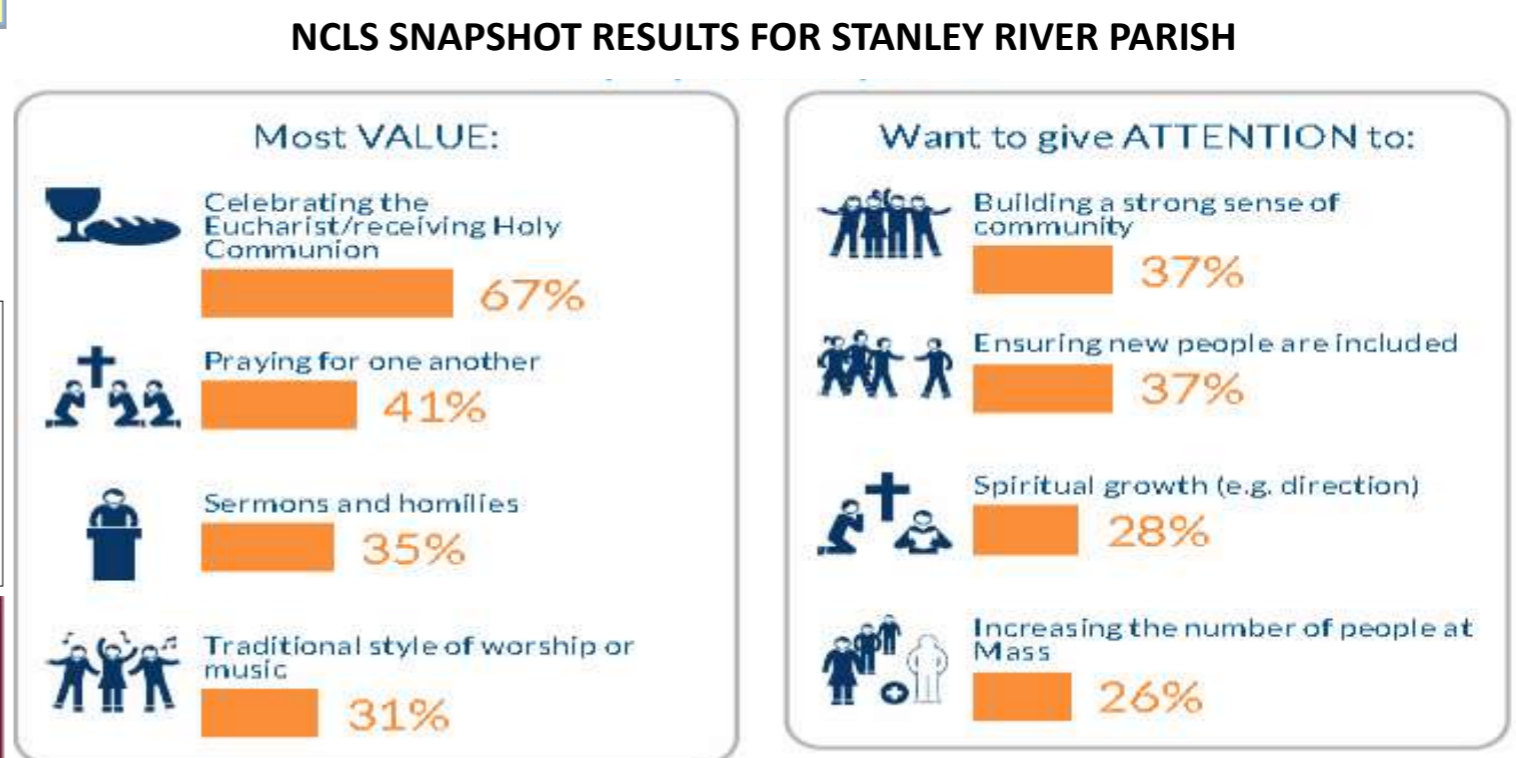 NCLS SNAPSHOT RESULTS FOR STANLEY RIVER PARISH
Most VALUE:
Celebrating the
Eucharist/receiving Holy
Communion
67%
Praying for one another
41%
Sermons and homilies
35%
Traditional style of worship or
music
31%
Want to give ATTENTION to:
Building a strong sense of
community
37%
Ensuring new people are included
37%
Spiritual growth (e.g. direction)
28%
Increasing the number of people at
Mass
26%